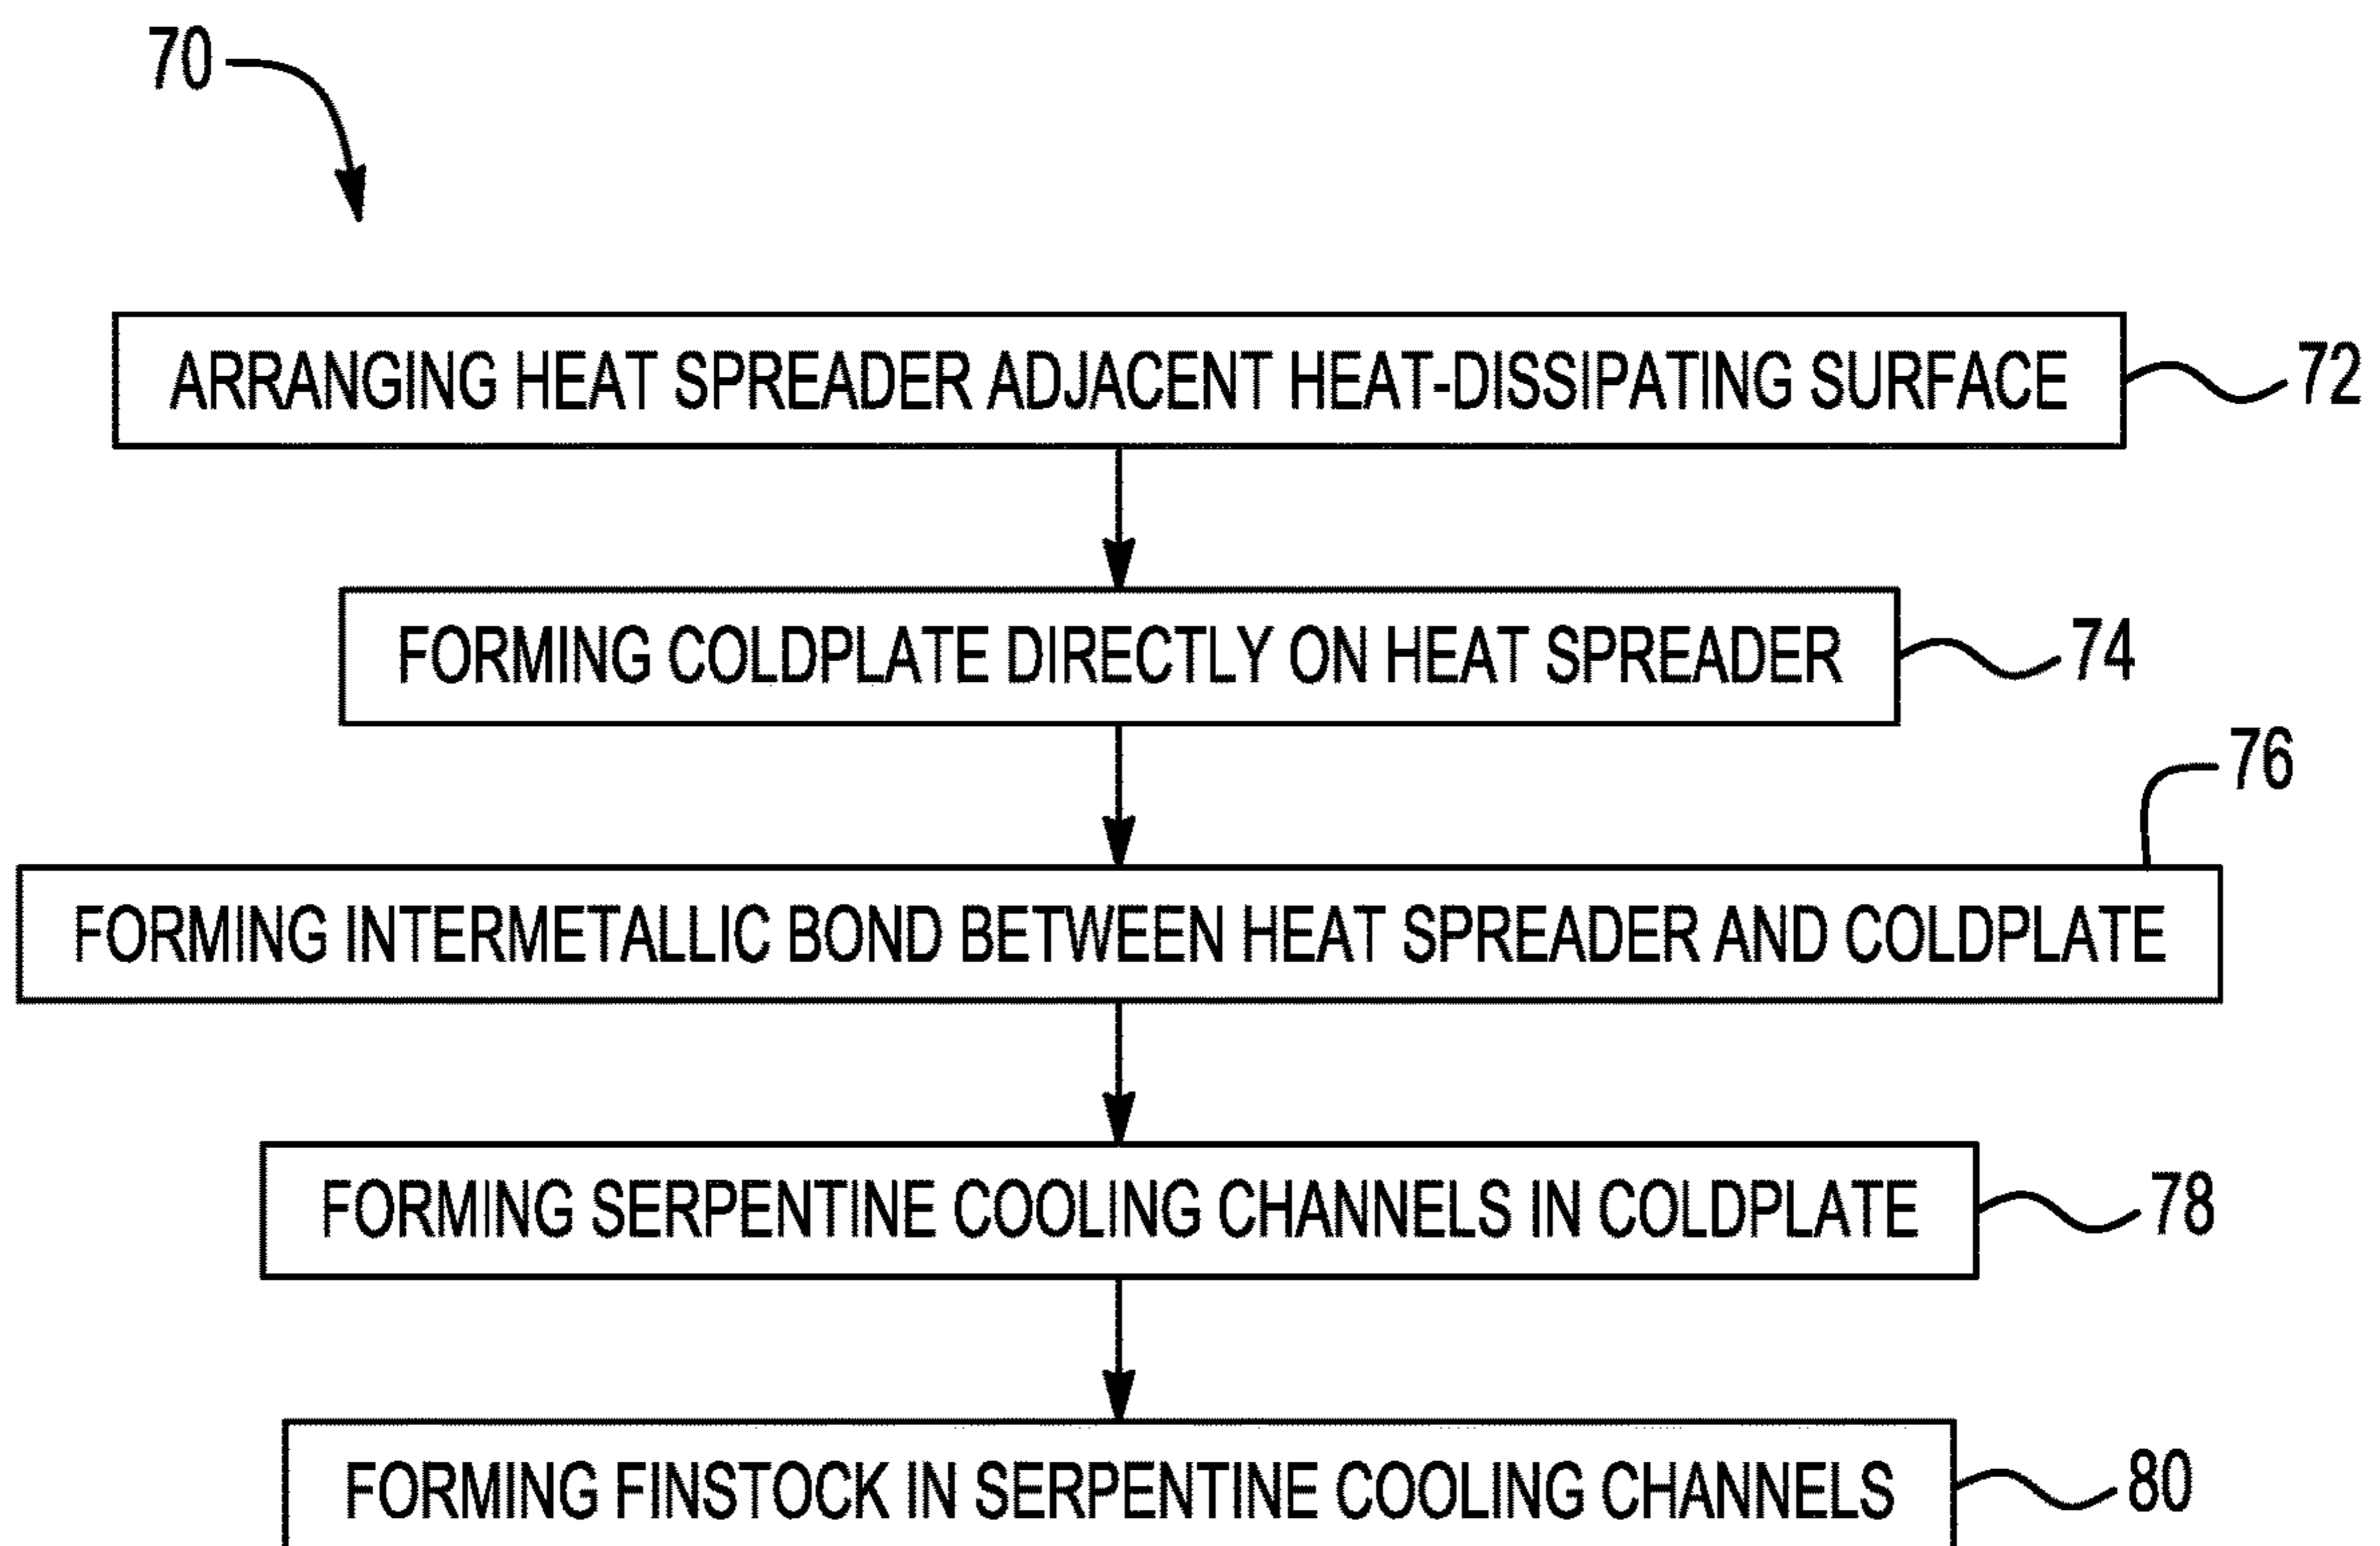 70
ARRANGING HEAT SPREADER ADJACENT HEAT-DISSIPATING SURFACE
72
FORMING COLDPLATE DIRECTLY ON HEAT SPREADER
74
76
FORMING INTERMETALLIC BOND BETWEEN HEAT SPREADER AND COLDPLATE
FORMING SERPENTINE COOLING CHANNELS IN COLDPLATE
78
FORMING FINSTOCK IN SERPENTINE COOLING CHANNELS
80